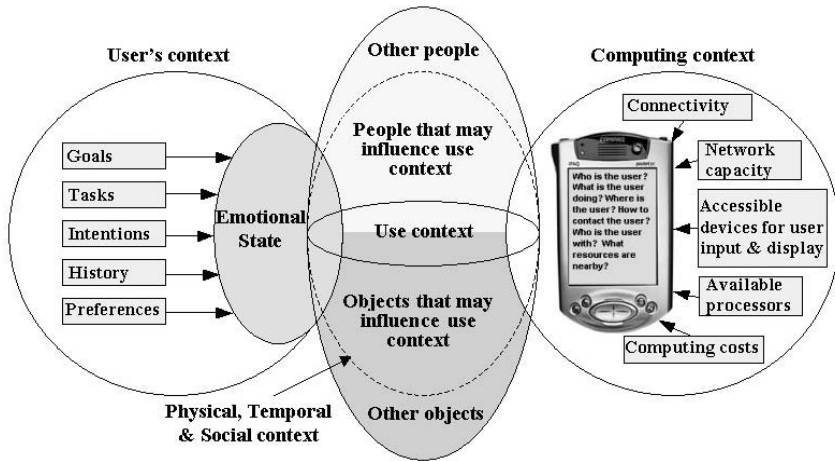 User's context
Other people
Computing context
Goals
Tasks
Intentions
History
Preferences
Emotional
State
People that may
influence use
context
Use context
Objects that may
influence use
context
Other objects
Physical, Temporal
& Social context
Who is the user?
What is the user
doing? Where is
the user? How to
contact the user?
Who is the user
with? What
resources are
nearby?
Connectivity
Network
capacity
Accessible
devices for user
input & display
Available
processors
Computing costs